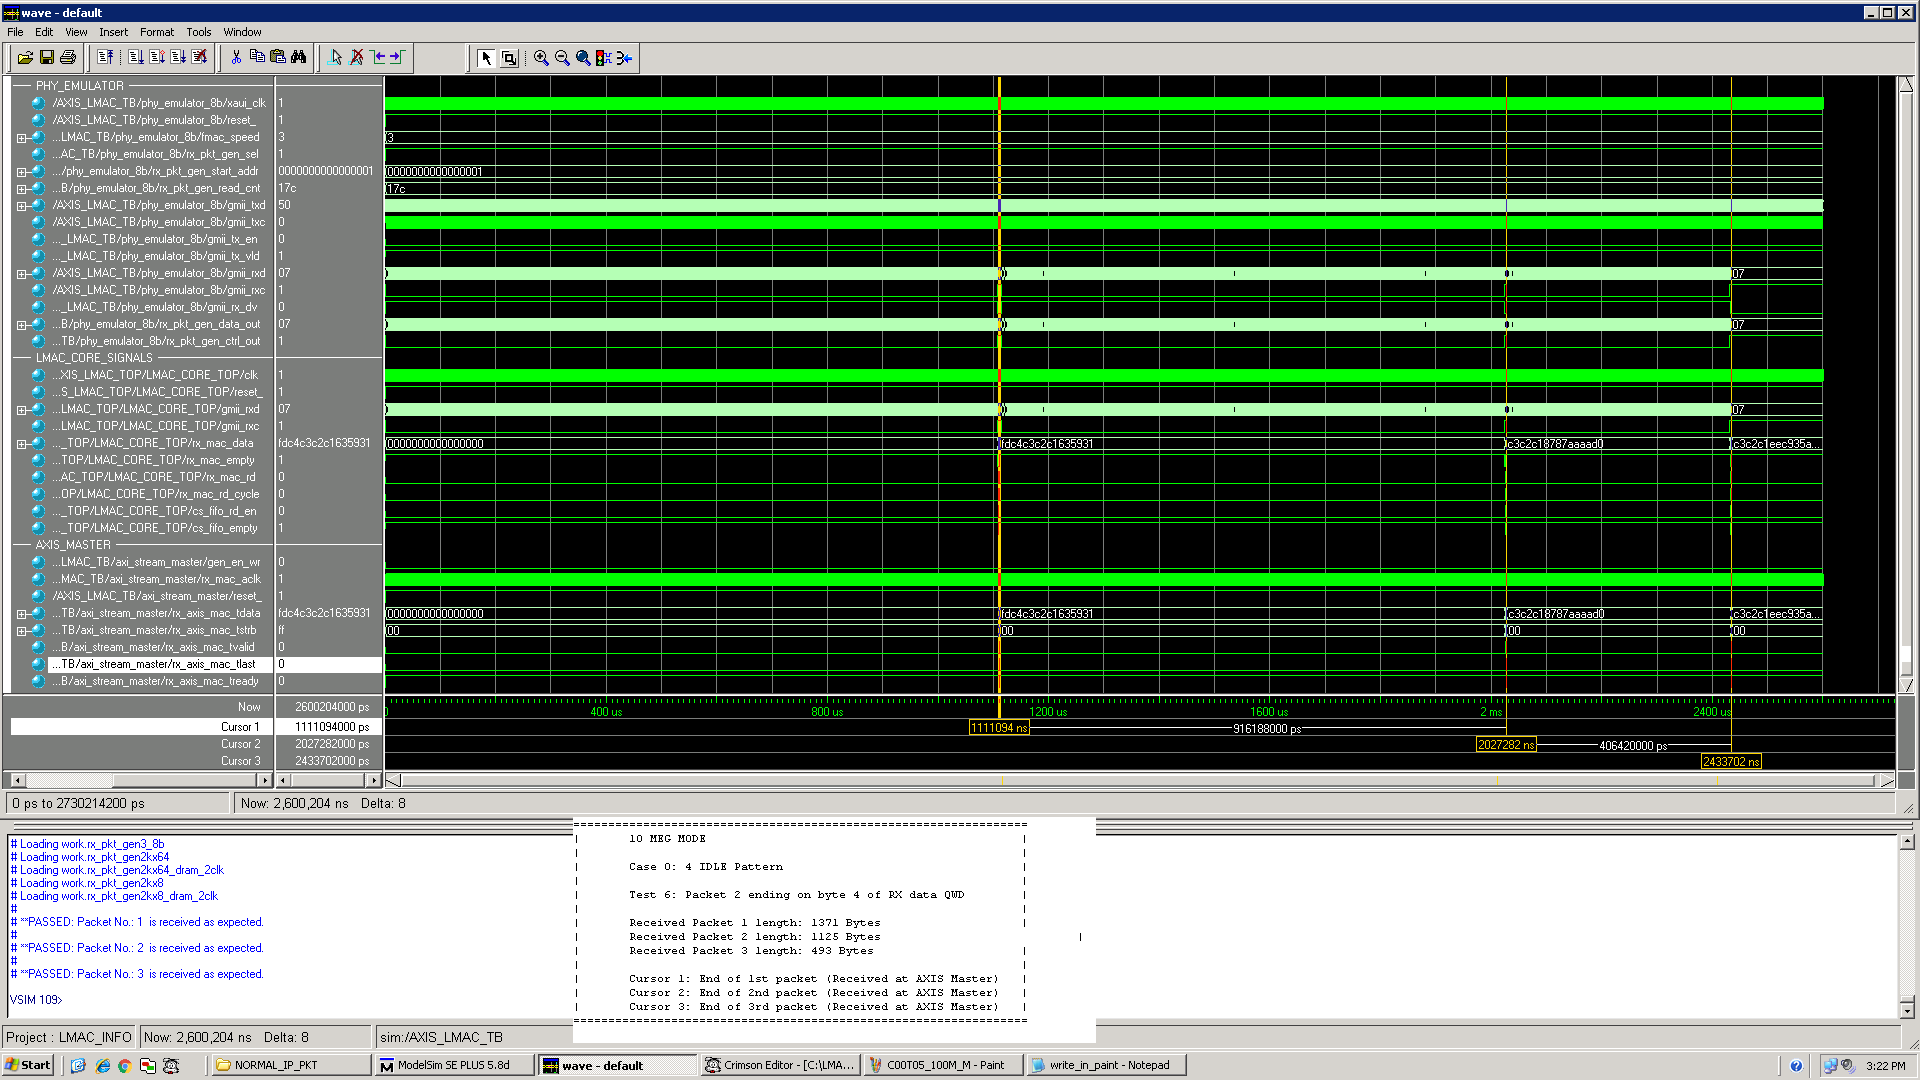 wave - default
File Edit View Insert Format Tools Window
PHY_EMULATOR
/AXIS_LMAC_TB/phy_emulator_8b/xaui_clk 1
/AXIS_LMAC_TB/phy_emulator_8b/reset_ 1
...LMAC_TB/phy_emulator_8b/fmac_speed 3 3
...AC_TB/phy_emulator_8b/rx_pkt_gen_sel 1
.../phy_emulator_8b/rx_pkt_gen_start_addr 0000000000000001 0000000000000001
...B/phy_emulator_8b/rx_pkt_gen_read_cnt 17c 17c
/AXIS_LMAC_TB/phy_emulator_8b/gmii_txd 50
/AXIS_LMAC_TB/phy_emulator_8b/gmii_txc 0
..._LMAC_TB/phy_emulator_8b/gmii_tx_en 0
..._LMAC_TB/phy_emulator_8b/gmii_tx_vld 1
/AXIS_LMAC_TB/phy_emulator_8b/gmii_rxd 07 07
/AXIS_LMAC_TB/phy_emulator_8b/gmii_rxc 1
..._LMAC_TB/phy_emulator_8b/gmii_rx_dv 0
...B/phy_emulator_8b/rx_pkt_gen_data_out 07 07
...TB/phy_emulator_8b/rx_pkt_gen_ctrl_out 1
LMAC_CORE_SIGNALS
...XIS_LMAC_TOP/LMAC_CORE_TOP/clk 1
...S_LMAC_TOP/LMAC_CORE_TOP/reset_ 1
...LMAC_TOP/LMAC_CORE_TOP/gmii_rxd 07 07
...LMAC_TOP/LMAC_CORE_TOP/gmii_rxc 1
..._TOP/LMAC_CORE_TOP/rx_mac_data fdc4c3c2c1635931 0000000000000000 fdc4c3c2c1635931 c3c2c18787aaaad0 c3c2c1eec935a...
...TOP/LMAC_CORE_TOP/rx_mac_empty 1
...AC_TOP/LMAC_CORE_TOP/rx_mac_rd 0
...OP/LMAC_CORE_TOP/rx_mac_rd_cycle 0
..._TOP/LMAC_CORE_TOP/cs_fifo_rd_en 0
..._TOP/LMAC_CORE_TOP/cs_fifo_empty 1
AXIS_MASTER
...LMAC_TB/axi_stream_master/gen_en_wr 0
...MAC_TB/axi_stream_master/rx_mac_aclk 1
/AXIS_LMAC_TB/axi_stream_master/reset_ 1
...TB/axi_stream_master/rx_axis_mac_tdata fdc4c3c2c1635931 0000000000000000 fdc4c3c2c1635931 c3c2c18787aaaad0 c3c2c1eec935a...
...TB/axi_stream_master/rx_axis_mac_tstrb ff 00 00 00 00
...B/axi_stream_master/rx_axis_mac_tvalid 0
...TB/axi_stream_master/rx_axis_mac_tlast 0
...B/axi_stream_master/rx_axis_mac_tready 0
Now 2600204000 ps 400 us 800 us 1200 us 1600 us 2 ms 2400 us
Cursor 1 1111094000 ps 1111094 ns 916188000 ps
Cursor 2 2027282000 ps 2027282 ns 406420000 ps
Cursor 3 2433702000 ps 2433702 ns
0 ps to 2730214200 ps Now: 2,600,204 ns Delta: 8
# Loading work.rx_pkt_gen3_8b
# Loading work.rx_pkt_gen2kx64
# Loading work.rx_pkt_gen2kx64_dram_2clk
# Loading work.rx_pkt_gen2kx8
# Loading work.rx_pkt_gen2kx8_dram_2clk
#
# **PASSED: Packet No.: 1 is received as expected.
#
# **PASSED: Packet No.: 2 is received as expected.
#
# **PASSED: Packet No.: 3 is received as expected.
VSIM 109>
10 MEG MODE
Case 0: 4 IDLE Pattern
Test 6: Packet 2 ending on byte 4 of RX data QWD
Received Packet 1 length: 1371 Bytes
Received Packet 2 length: 1125 Bytes
Received Packet 3 length: 493 Bytes
Cursor 1: End of 1st packet (Received at AXIS Master)
Cursor 2: End of 2nd packet (Received at AXIS Master)
Cursor 3: End of 3rd packet (Received at AXIS Master)
Project : LMAC_INFO Now: 2,600,204 ns Delta: 8 sim:/AXIS_LMAC_TB
Start NORMAL_IP_PKT ModelSim SE PLUS 5.8d wave - default Crimson Editor - [C:\LMA... C00T05_100M_M - Paint write_in_paint - Notepad 3:22 PM